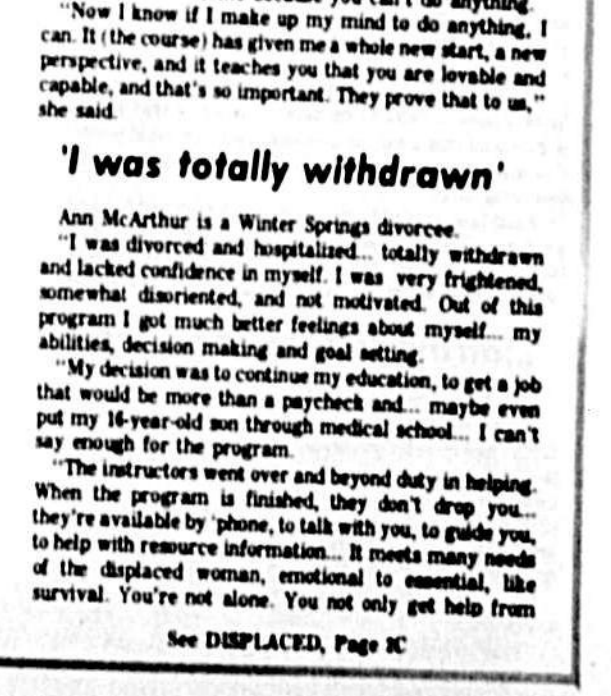 do anything.
"Now I know if I make up my mind to do anything, I
can. It (the course) has given me a whole new start, a new
perspective, and it teaches you that you are lovable and
capable, and that's so important. They prove that to us,"
she said.
'I was totally withdrawn'
Ann McArthur is a Winter Springs divorcee.
"I was divorced and hospitalized... totally withdrawn
and lacked confidence in myself. I was very frightened,
somewhat disoriented, and not motivated. Out of this
program I got much better feelings about myself... my
abilities, decision making and goal setting.
"My decision was to continue my education, to get a job
that would be more than a paycheck and... maybe even
put my 16-year-old son through medical school... I can't
say enough for the program.
"The instructors went over and beyond duty in helping.
When the program is finished, they don't drop you...
they're available by 'phone, to talk with you, to guide you,
to help with resource information... It meets many needs
of the displaced woman, emotional to essential, like
survival. You're not alone. You not only get help from
See DISPLACED, Page